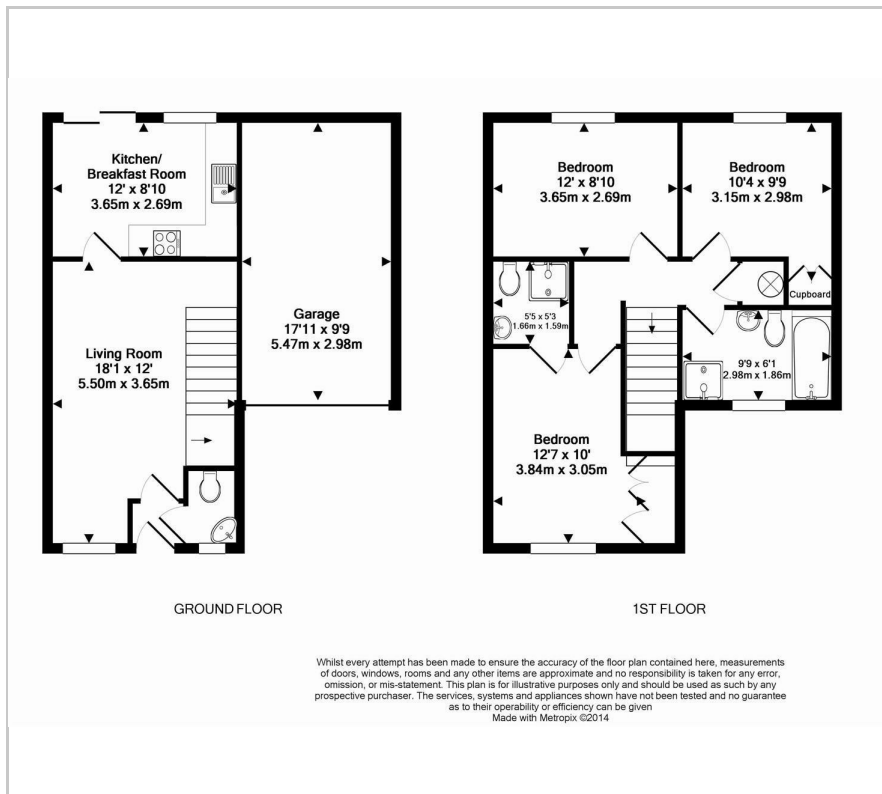 Kitchen/
Breakfast Room
12' x 8'10
3.65m x 2.69m
Garage
17'11 x 9'9
5.47m x 2.98m
Living Room
18'1 x 12'
5.50m x 3.65m
GROUND FLOOR
Bedroom
12' x 8'10
3.65m x 2.69m
Bedroom
10'4 x 9'9
3.15m x 2.98m
Cupboard
5'5 x 5'3
1.66m x 1.59m
9'9 x 6'1
2.98m x 1.86m
Bedroom
12'7 x 10'
3.84m x 3.05m
1ST FLOOR
Whilst every attempt has been made to ensure the accuracy of the floor plan contained here, measurements
of doors, windows, rooms and any other items are approximate and no responsibility is taken for any error,
omission, or mis-statement. This plan is for illustrative purposes only and should be used as such by any
prospective purchaser. The services, systems and appliances shown have not been tested and no guarantee
as to their operability or efficiency can be given
Made with Metropix ©2014